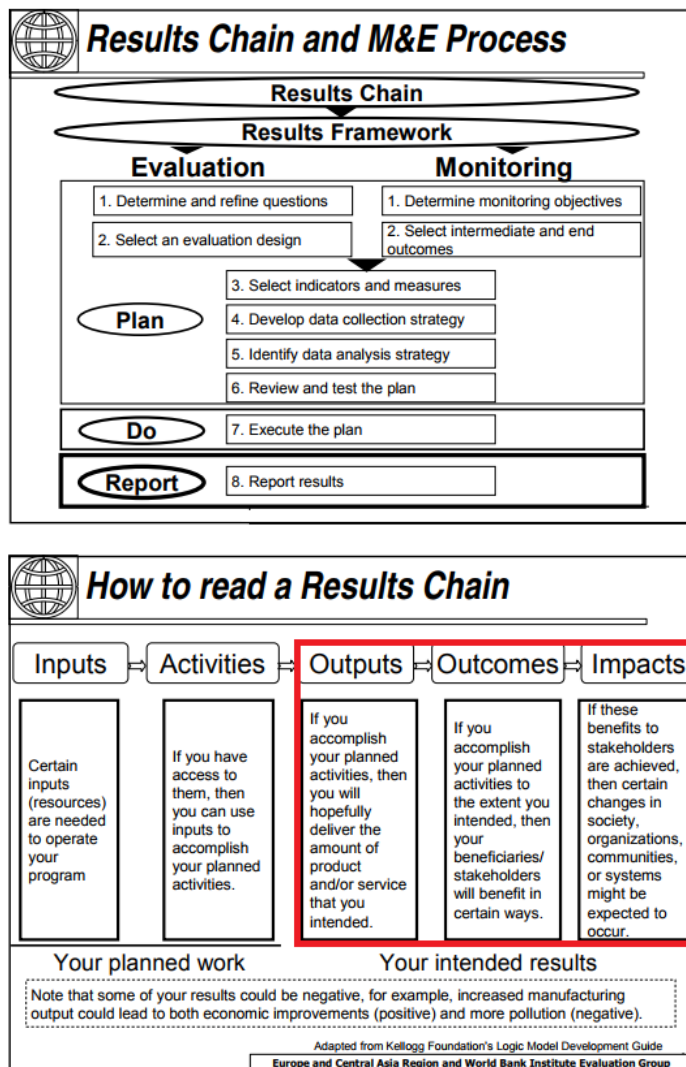 Results Chain and M&E Process
Results Chain
Results Framework
Evaluation
Monitoring
1. Determine and refine questions
1. Determine monitoring objectives
2. Select an evaluation design
2. Select intermediate and end
outcomes
3. Select indicators and measures
Plan
4. Develop data collection strategy
5. Identify data analysis strategy
6. Review and test the plan
Do
7. Execute the plan
Report
8. Report results
How to read a Results Chain
Inputs
Activities
Outputs
Outcomes
Impacts
Certain
inputs
(resources)
are needed
to operate
your
program
If you have
access to
them, then
you can use
inputs to
accomplish
your planned
activities.
If you
accomplish
your planned
activities, then
you will
hopefully
deliver the
amount of
product
and/or service
that you
intended.
If you
accomplish
your planned
activities to
the extent you
intended, then
your
beneficiaries/
stakeholders
will benefit in
certain ways.
If these
benefits to
stakeholders
are achieved,
then certain
changes in
society,
organizations,
communities,
or systems
might be
expected to
occur.
Your planned work
Your intended results
Note that some of your results could be negative, for example, increased manufacturing
output could lead to both economic improvements (positive) and more pollution (negative).
Adapted from Kellogg Foundation's Logic Model Development Guide
Europe and Central Asia Region and World Bank Institute Evaluation Group